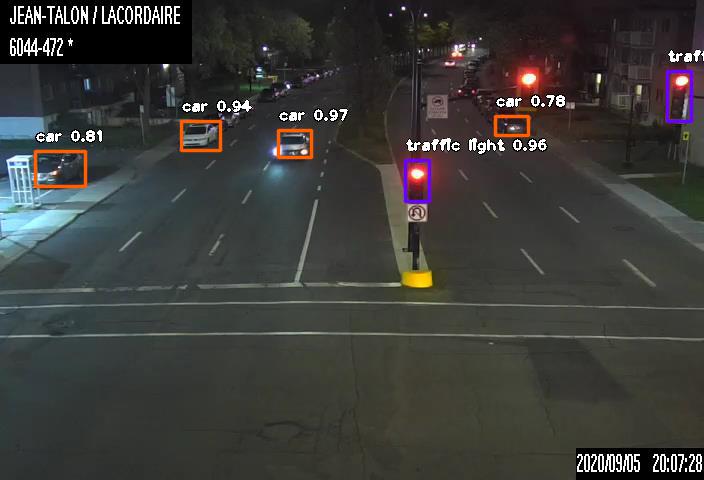 JEAN-TALON / LACORDAIRE
6044-472 *
traf
car 0.94
car 0.78
car 0.97
car 0.81
traffic light 0.96
2020/09/05 20:07:28